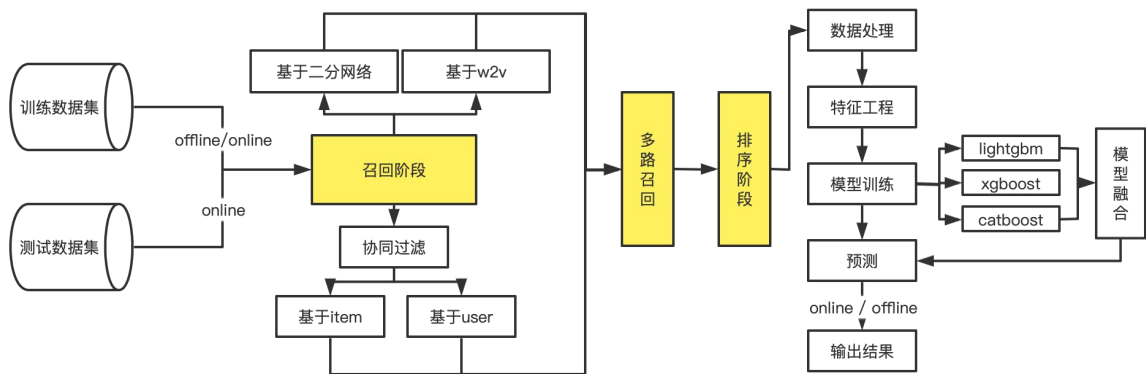 训练数据集
测试数据集
offline/online
online
基于二分网络
基于w2v
召回阶段
协同过滤
基于item
基于user
多路召回
排序阶段
数据处理
特征工程
模型训练
lightgbm
xgboost
catboost
模型融合
预测
online / offline
输出结果